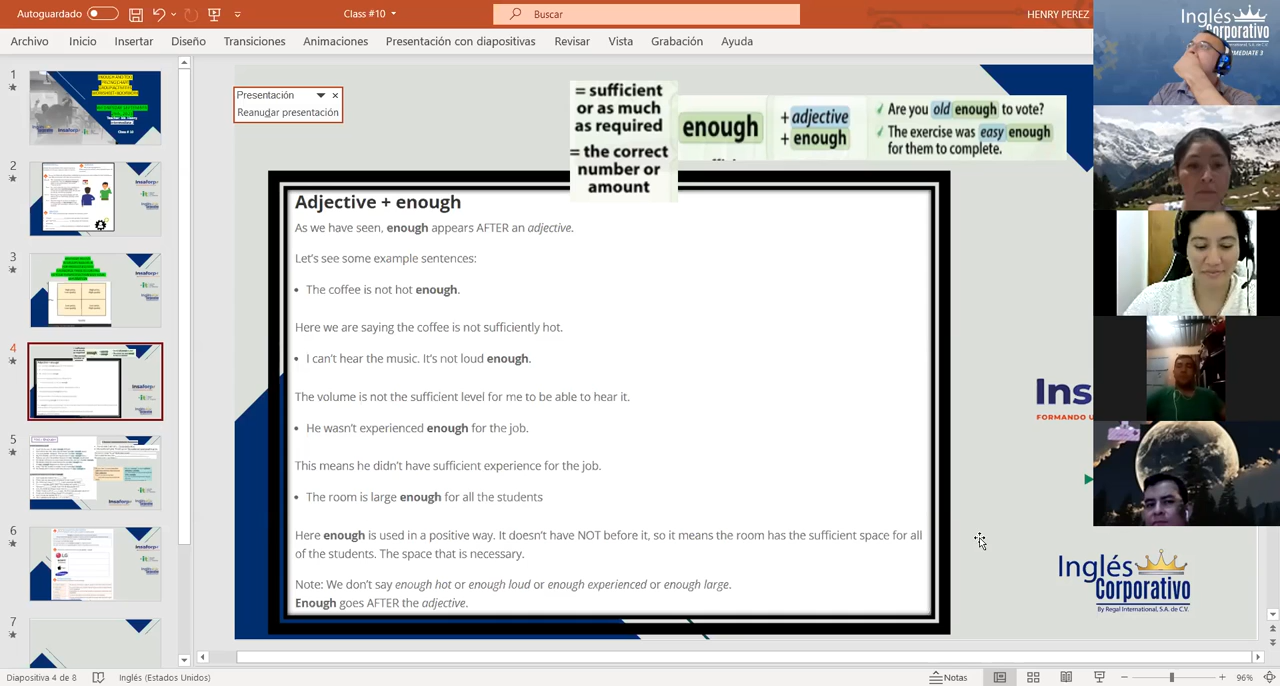 Autoguardado
Class #10
Buscar
HENRY PEREZ
Archivo
Inicio
Insertar
Diseño
Transiciones
Animaciones
Presentación con diapositivas
Revisar
Vista
Grabación
Ayuda
Inglés
Corporativo
1
2
3
4
5
6
7
Presentación
Reanudar presentación
= sufficient
or as much
as required
= the correct
number or
amount
enough
+ adjective
+ enough
✓ Are you old enough to vote?
✓ The exercise was easy enough
for them to complete.
Adjective + enough
As we have seen, enough appears AFTER an adjective.
Let's see some example sentences:
• The coffee is not hot enough.
Here we are saying the coffee is not sufficiently hot.
• I can't hear the music. It's not loud enough.
The volume is not the sufficient level for me to be able to hear it.
• He wasn't experienced enough for the job.
This means he didn't have sufficient experience for the job.
• The room is large enough for all the students
Here enough is used in a positive way. It doesn't have NOT before it, so it means the room has the sufficient space for all
of the students. The space that is necessary.
Note: We don't say enough hot or enough loud or enough experienced or enough large.
Enough goes AFTER the adjective.
Ins
FORMANDO U
Inglés
Corporativo
By Regal International, S.A. de C.V.
Diapositiva 4 de 8
Inglés (Estados Unidos)
Notas
96%